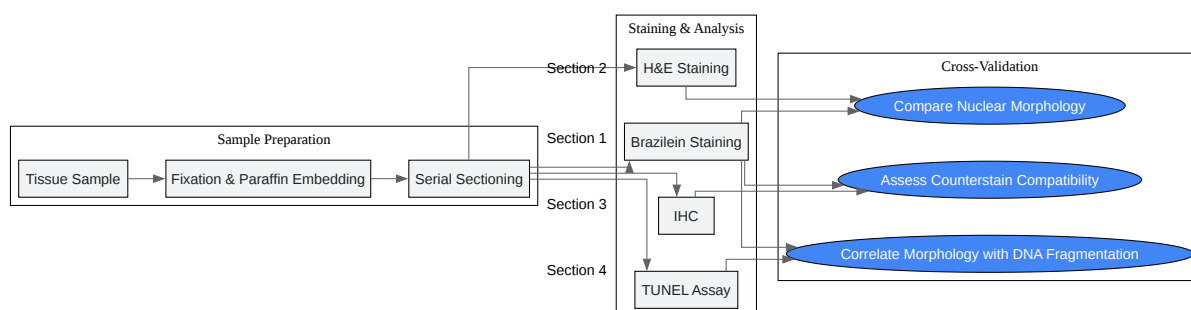 Sample Preparation
Tissue Sample
Fixation & Paraffin Embedding
Serial Sectioning
Section 2
Section 1
Section 3
Section 4
Staining & Analysis
H&E Staining
Brazilein Staining
IHC
TUNEL Assay
Cross-Validation
Compare Nuclear Morphology
Assess Counterstain Compatibility
Correlate Morphology with DNA Fragmentation